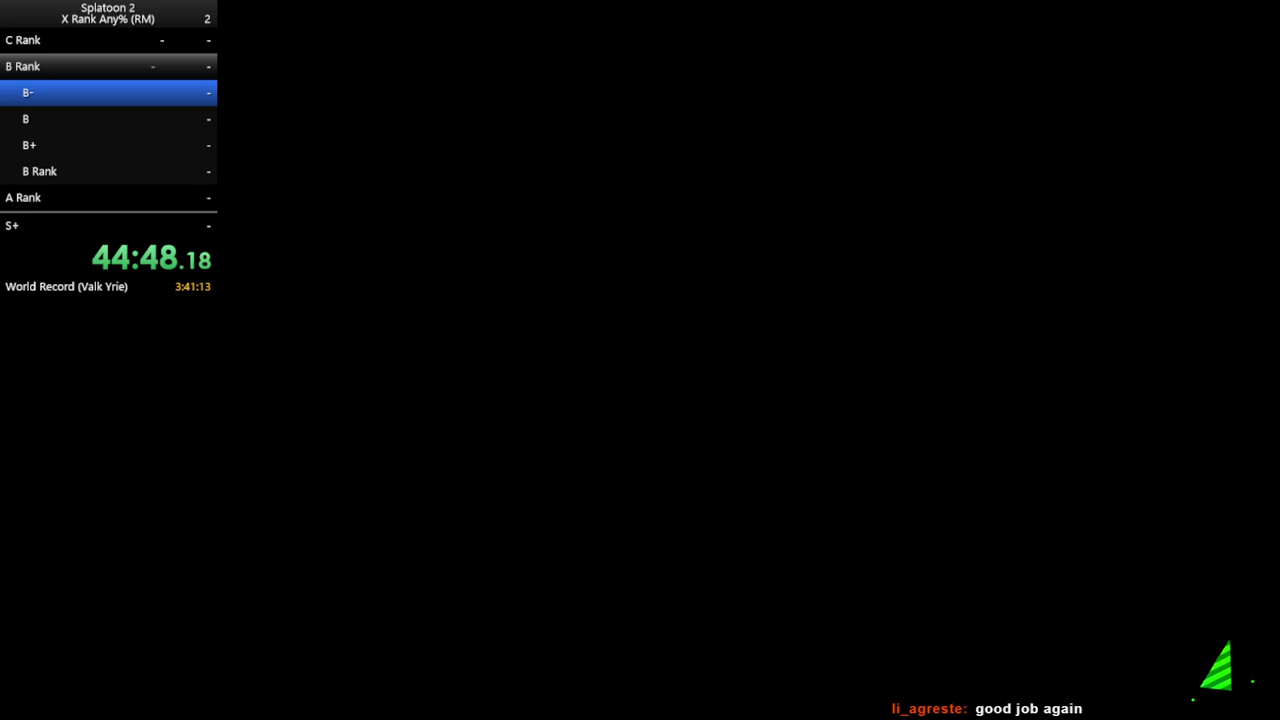 Splatoon 2
X Rank Any% (RM) 2
C Rank - -
B Rank - -
B- -
B -
B+ -
B Rank -
A Rank -
S+ -
44:48.18
World Record (Valk Yrie) 3:41:13
li_agreste: good job again